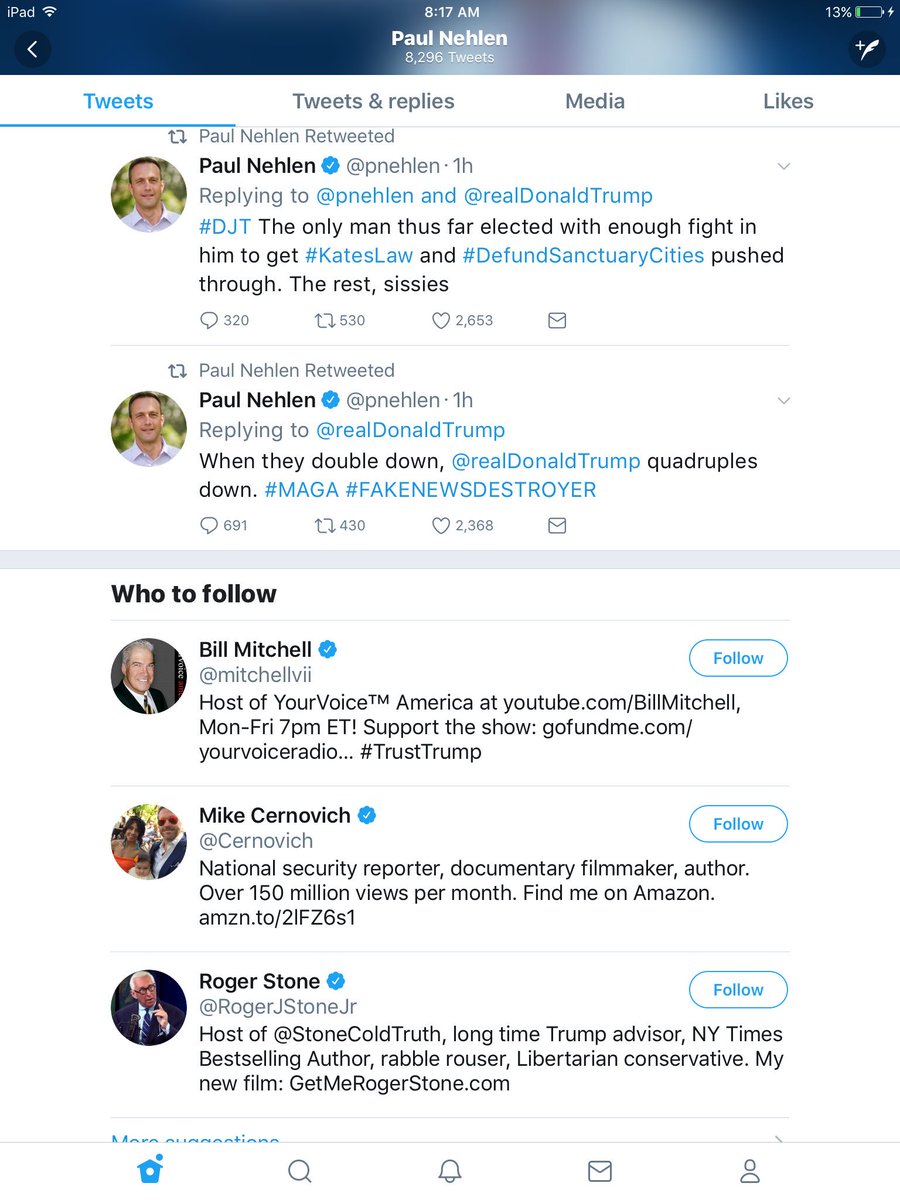 iPad 8:17 AM 13%
Paul Nehlen
8,296 Tweets
Tweets Tweets & replies Media Likes
Paul Nehlen Retweeted
Paul Nehlen @pnehlen · 1h
Replying to @pnehlen and @realDonaldTrump
#DJT The only man thus far elected with enough fight in
him to get #KatesLaw and #DefundSanctuaryCities pushed
through. The rest, sissies
320 530 2,653
Paul Nehlen Retweeted
Paul Nehlen @pnehlen · 1h
Replying to @realDonaldTrump
When they double down, @realDonaldTrump quadruples
down. #MAGA #FAKENEWSDESTROYER
691 430 2,368
Who to follow
Bill Mitchell
Follow
@mitchellvii
Host of YourVoice™ America at youtube.com/BillMitchell,
Mon-Fri 7pm ET! Support the show: gofundme.com/
yourvoiceradio... #TrustTrump
Mike Cernovich
Follow
@Cernovich
National security reporter, documentary filmmaker, author.
Over 150 million views per month. Find me on Amazon.
amzn.to/2lFZ6s1
Roger Stone
Follow
@RogerJStoneJr
Host of @StoneColdTruth, long time Trump advisor, NY Times
Bestselling Author, rabble rouser, Libertarian conservative. My
new film: GetMeRogerStone.com
More suggestions